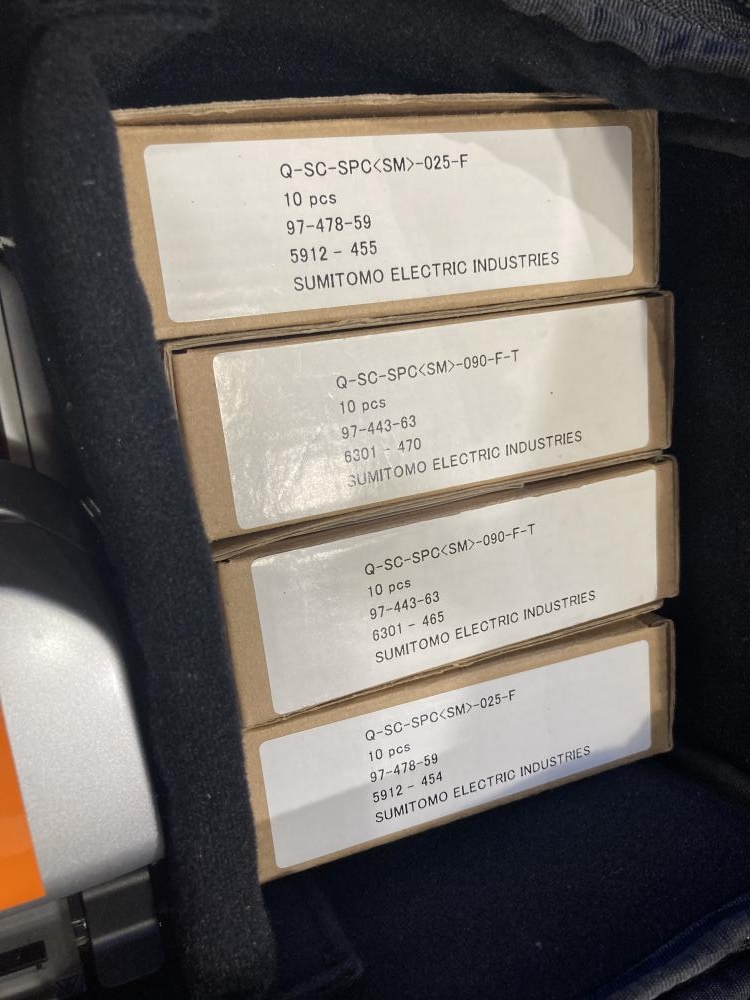 Q-SC-SPC<SM>-025-F
10 pcs
97-478-59
5912 - 455
SUMITOMO ELECTRIC INDUSTRIES
Q-SC-SPC<SM>-090-F-T
10 pcs
97-443-63
6301 - 470
SUMITOMO ELECTRIC INDUSTRIES
Q-SC-SPC<SM>-090-F-T
10 pcs
97-443-63
6301 - 465
SUMITOMO ELECTRIC INDUSTRIES
Q-SC-SPC<SM>-025-F
10 pcs
97-478-59
5912 - 454
SUMITOMO ELECTRIC INDUSTRIES